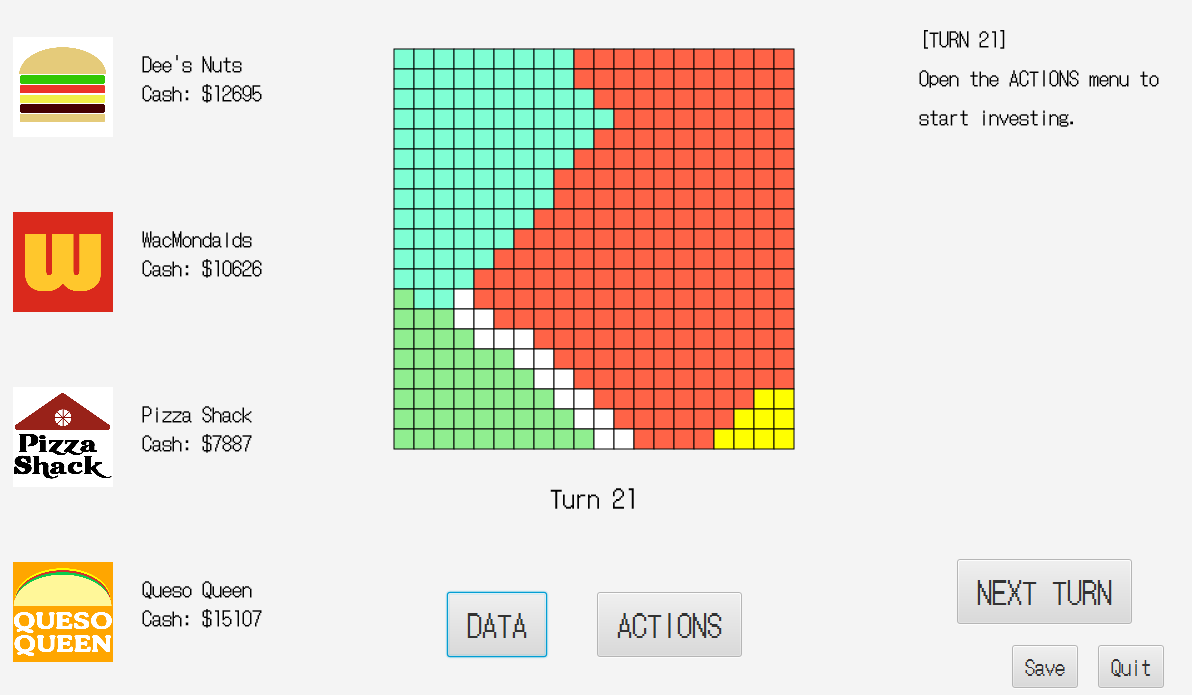 Dee's Nuts
Cash: $12695
W
WacMondalds
Cash: $10626
Pizza
Shack
Pizza Shack
Cash: $7887
QUESO
QUEEN
Queso Queen
Cash: $15107
Turn 21
DATA
ACTIONS
[TURN 21]
Open the ACTIONS menu to
start investing.
NEXT TURN
Save
Quit